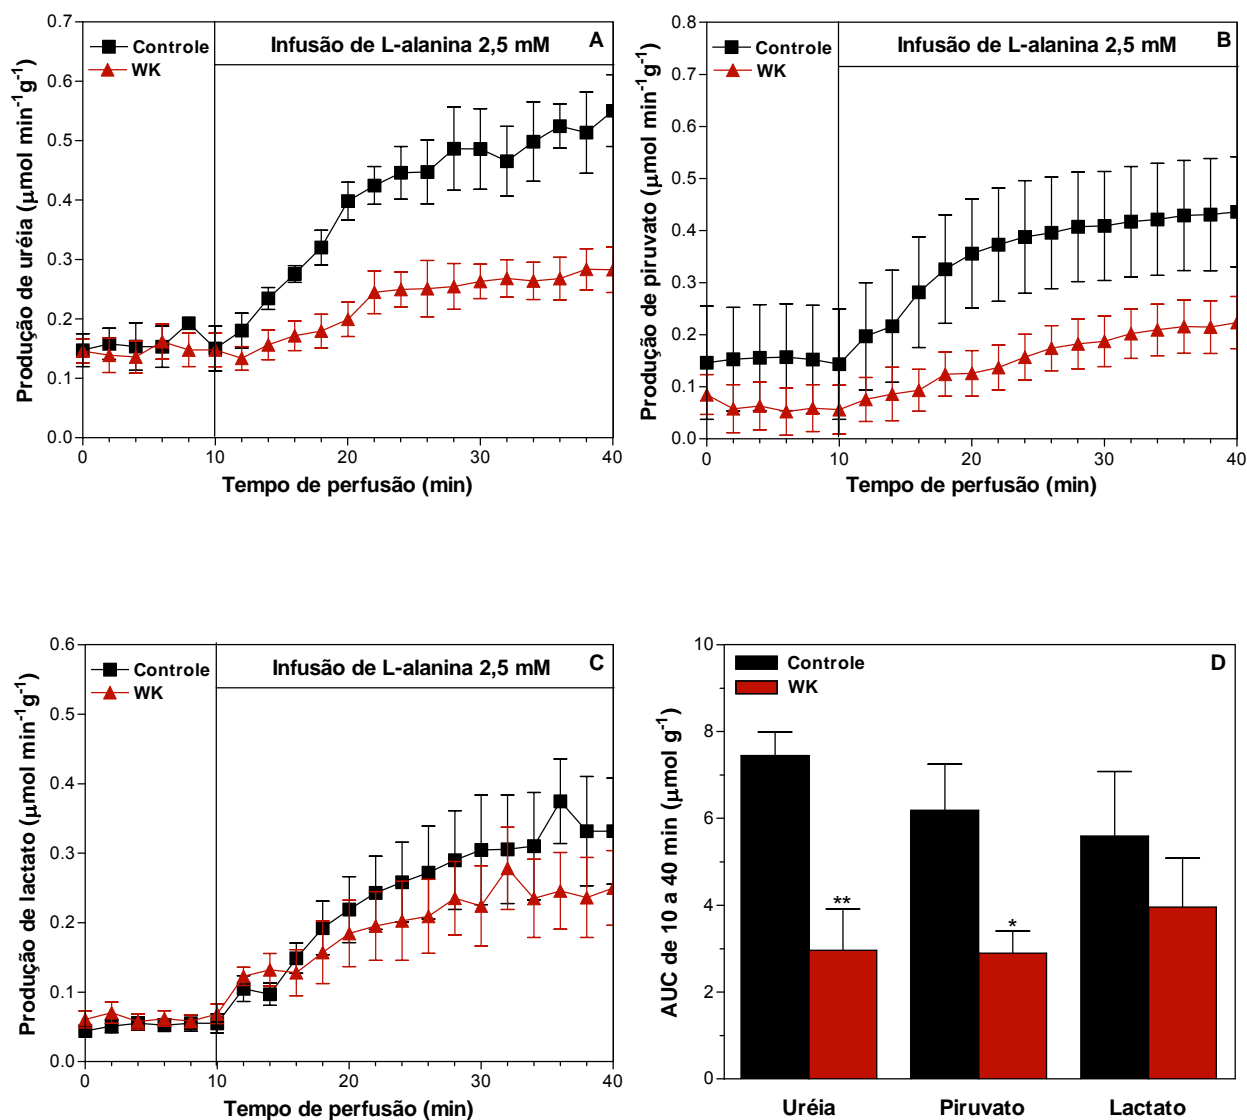 Produção de uréia (μmol min⁻¹g⁻¹)
0.7
0.6
0.5
0.4
0.3
0.2
0.1
0.0
Controle
WK
Infusão de L-alanina 2,5 mM
A
0 10 20 30 40
Tempo de perfusão (min)
Produção de piruvato (μmol min⁻¹g⁻¹)
0.8
0.7
0.6
0.5
0.4
0.3
0.2
0.1
0.0
Controle
WK
Infusão de L-alanina 2,5 mM
B
0 10 20 30 40
Tempo de perfusão (min)
Produção de lactato (μmol min⁻¹g⁻¹)
0.6
0.5
0.4
0.3
0.2
0.1
0.0
Controle
WK
Infusão de L-alanina 2,5 mM
C
0 10 20 30 40
Tempo de perfusão (min)
AUC de 10 a 40 min (μmol g⁻¹)
10
8
6
4
2
0
Controle
WK
D
**
*
Uréia Piruvato Lactato